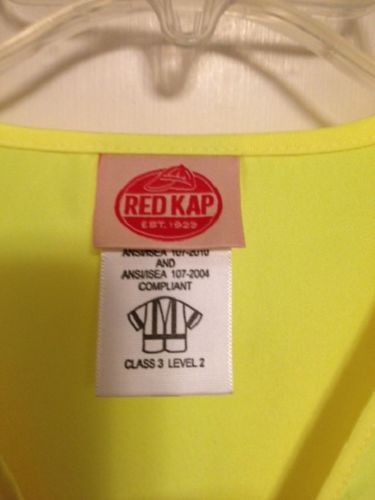 RED KAP
EST. 1923
ANSI/ISEA 107-2010
AND
ANSI/ISEA 107-2004
COMPLIANT
CLASS 3 LEVEL 2